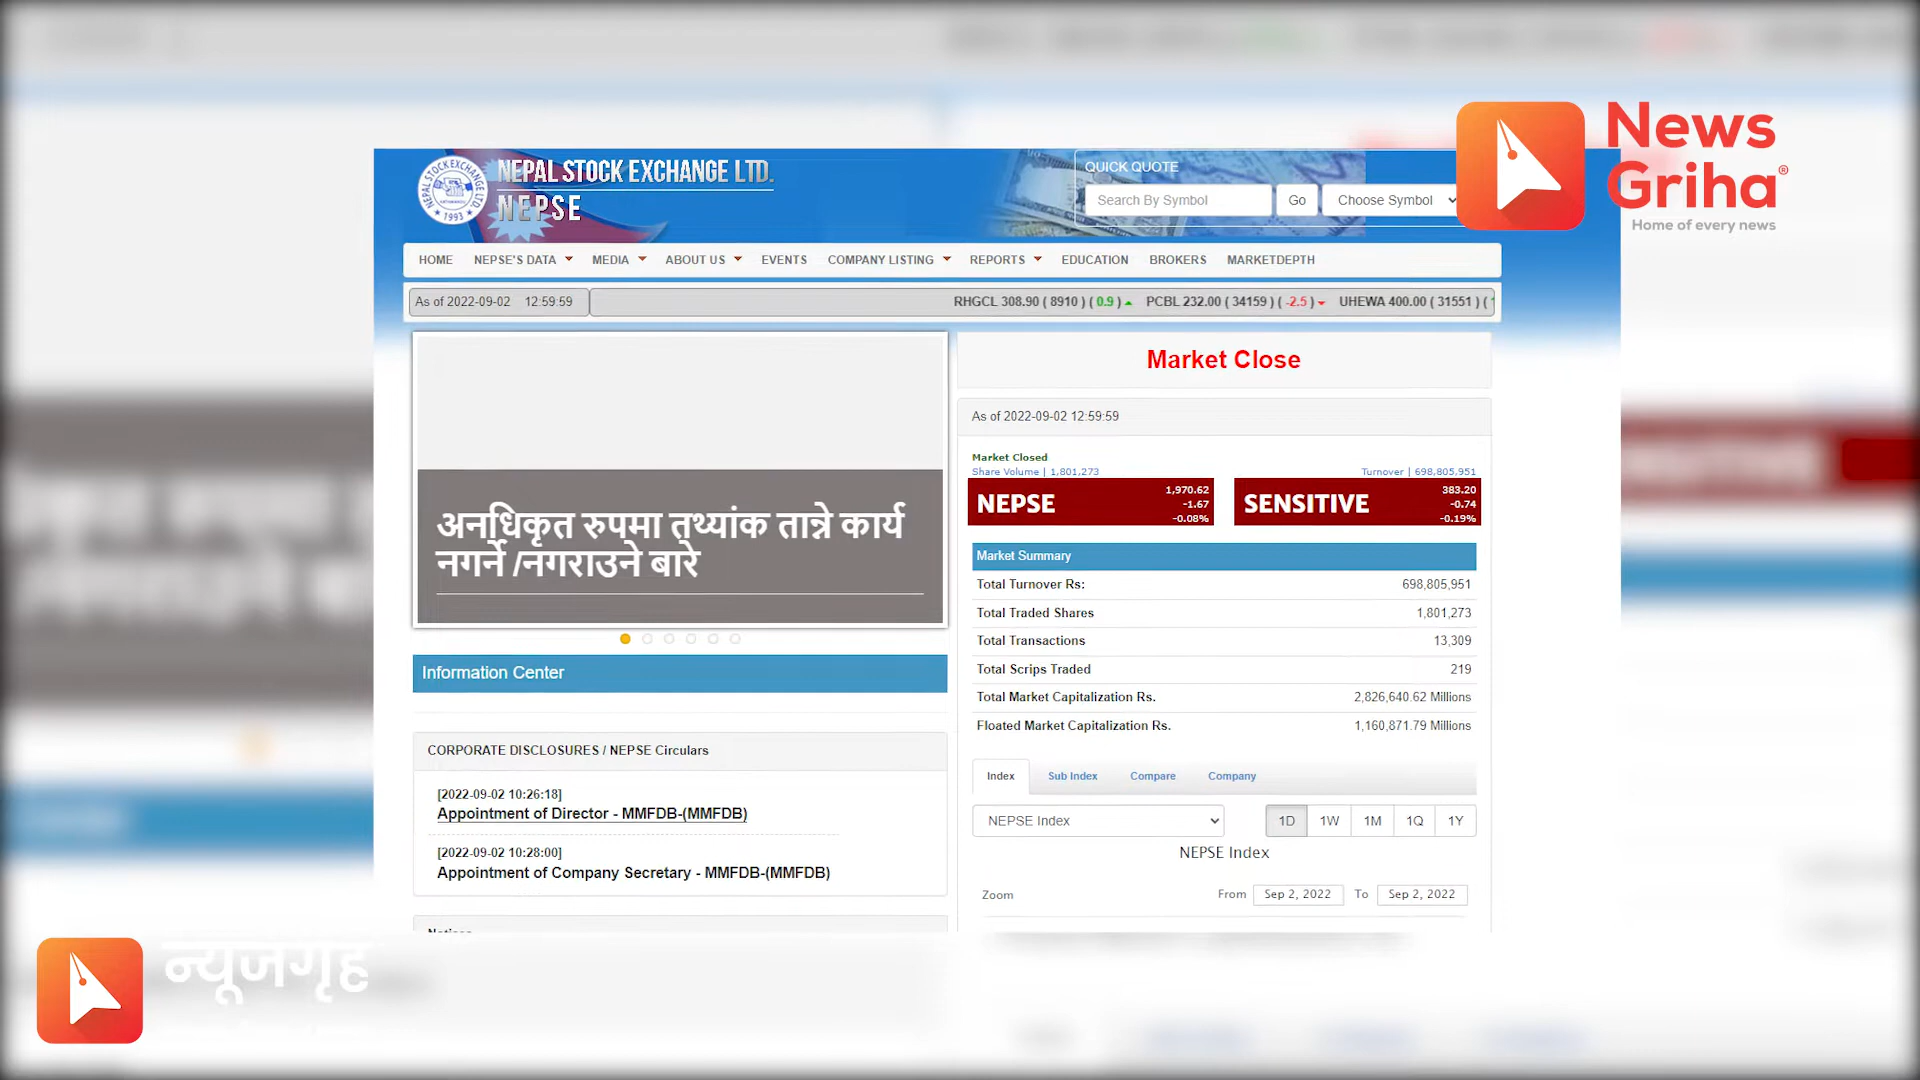 News
Griha®
Home of every news
NEPAL STOCK EXCHANGE LTD.
NEPSE
NEPAL STOCK EXCHANGE LTD.
1993
QUICK QUOTE
Search By Symbol Go Choose Symbol
HOME NEPSE'S DATA MEDIA ABOUT US EVENTS COMPANY LISTING REPORTS EDUCATION BROKERS MARKETDEPTH
As of 2022-09-02 12:59:59 RHGCL 308.90 ( 8910 ) ( 0.9 ) PCBL 232.00 ( 34159 ) ( -2.5 ) UHEWA 400.00 ( 31551 ) (
अनधिकृत रुपमा तथ्यांक तान्ने कार्य
नगर्ने /नगराउने बारे
Information Center
CORPORATE DISCLOSURES / NEPSE Circulars
[2022-09-02 10:26:18]
Appointment of Director - MMFDB-(MMFDB)
[2022-09-02 10:28:00]
Appointment of Company Secretary - MMFDB-(MMFDB)
Market Close
As of 2022-09-02 12:59:59
Market Closed
Share Volume | 1,801,273 Turnover | 698,805,951
NEPSE 1,970.62 -1.67 -0.08%
SENSITIVE 383.20 -0.74 -0.19%
Market Summary
Total Turnover Rs: 698,805,951
Total Traded Shares 1,801,273
Total Transactions 13,309
Total Scrips Traded 219
Total Market Capitalization Rs. 2,826,640.62 Millions
Floated Market Capitalization Rs. 1,160,871.79 Millions
Index Sub Index Compare Company
NEPSE Index 1D 1W 1M 1Q 1Y
NEPSE Index
Zoom From Sep 2, 2022 To Sep 2, 2022
न्यूजगृह